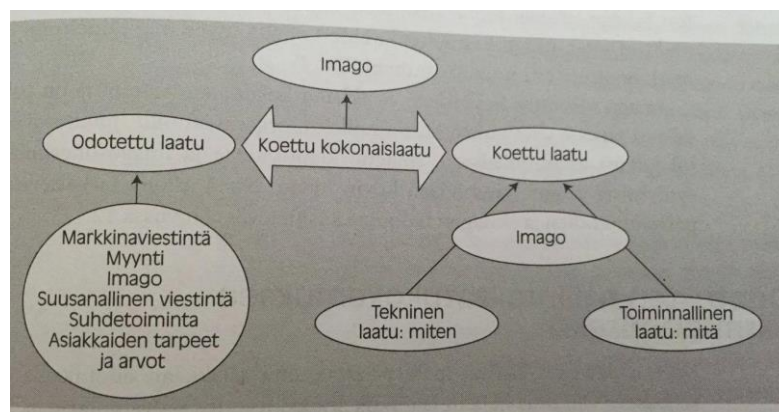 Imago
Odotettu laatu
Koettu kokonaislaatu
Koettu laatu
Markkinaviestintä
Myynti
Imago
Suusanallinen viestintä
Suhdetoiminta
Asiakkaiden tarpeet
ja arvot
Imago
Tekninen
laatu: miten
Toiminnallinen
laatu: mitä